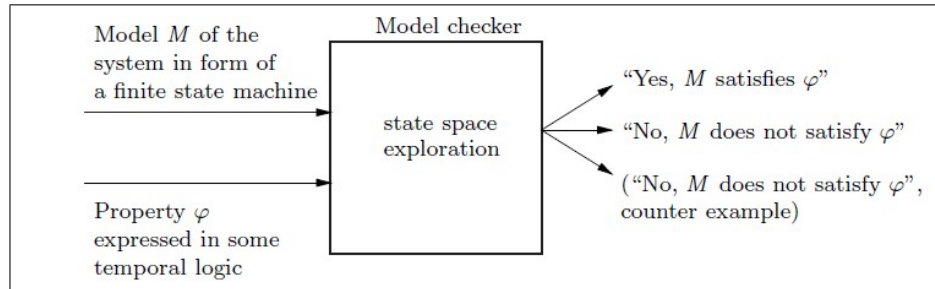 Model checker
Model M of the
system in form of
a finite state machine
Property φ
expressed in some
temporal logic
state space
exploration
“Yes, M satisfies φ”
“No, M does not satisfy φ”
(“No, M does not satisfy φ”,
counter example)